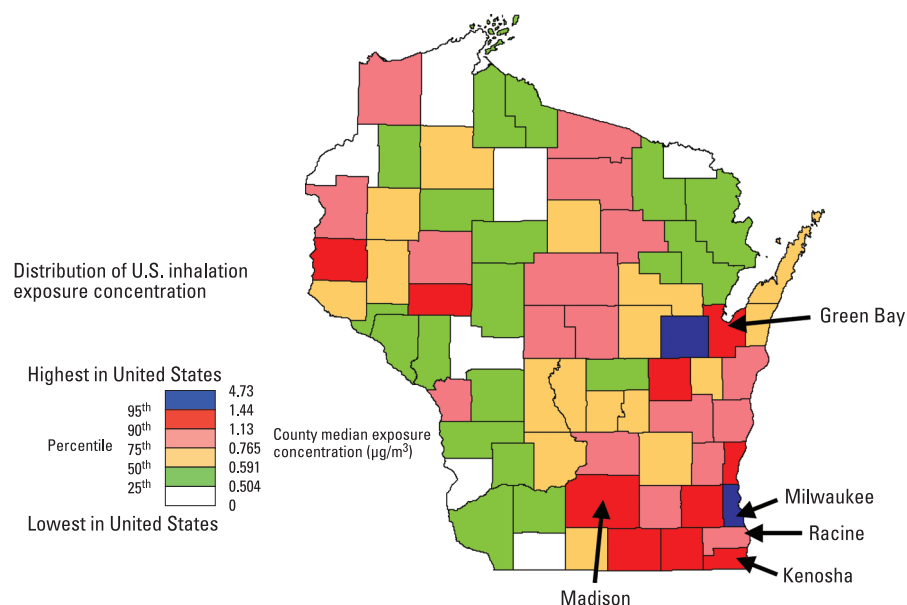 Distribution of U.S. inhalation
exposure concentration
Green Bay
Highest in United States
4.73
95th
1.44
90th
1.13
Percentile
75th
0.765
County median exposure
concentration (µg/m³)
50th
0.591
25th
0.504
0
Lowest in United States
Milwaukee
Racine
Kenosha
Madison